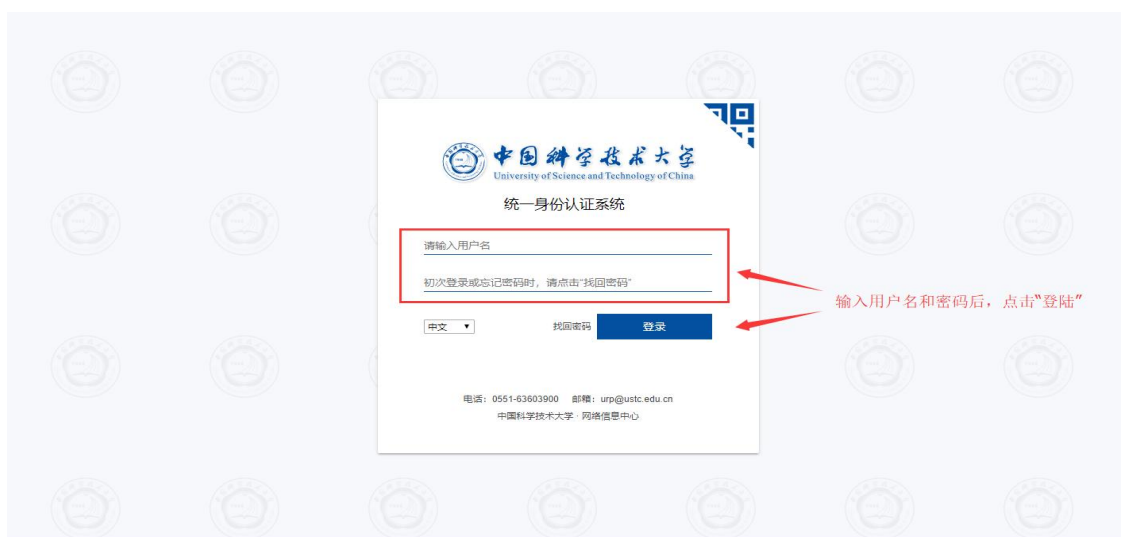 中国科学技术大学
University of Science and Technology of China
统一身份认证系统
请输入用户名
初次登录或忘记密码时，请点击“找回密码”
输入用户名和密码后，点击“登陆”
中文 ▼ 找回密码 登录
电话：0551-63603900 邮箱：urp@ustc.edu.cn
中国科学技术大学 · 网络信息中心